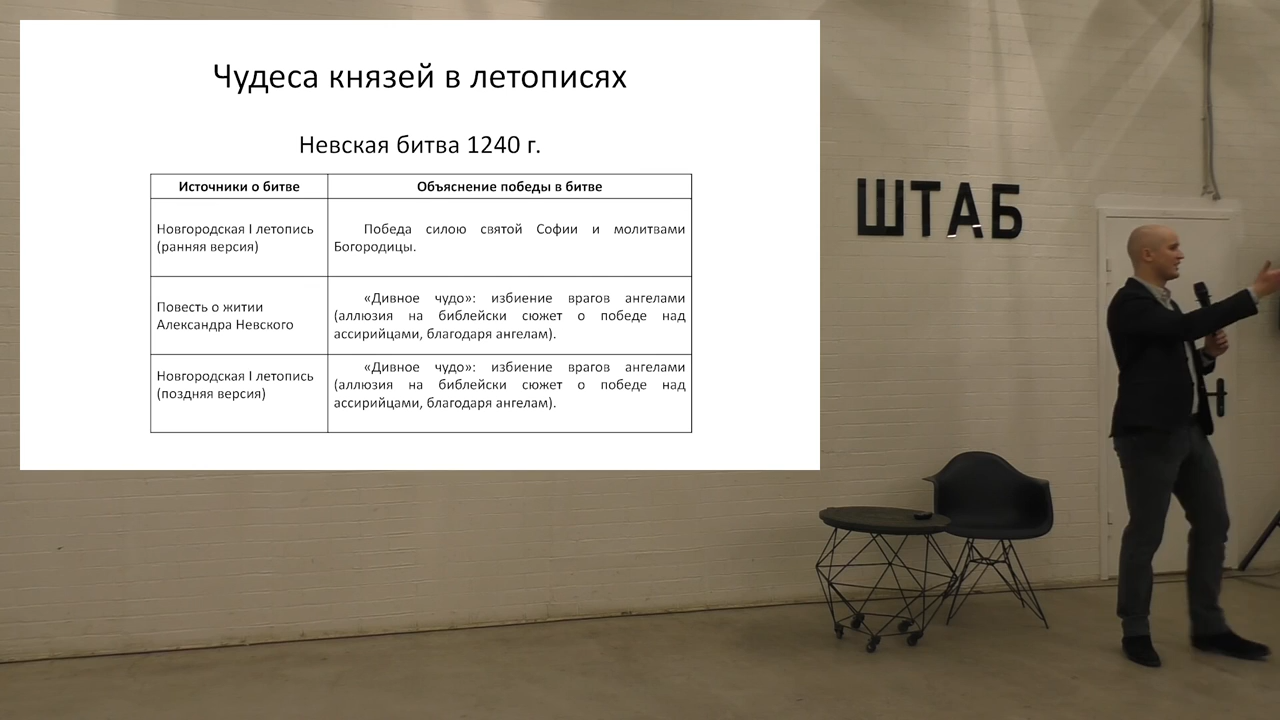 Чудеса князей в летописях
Невская битва 1240 г.
Источники о битве
Объяснение победы в битве
Новгородская I летопись
(ранняя версия)
Победа силою святой Софии и молитвами
Богородицы.
Повесть о житии
Александра Невского
«Дивное чудо»: избиение врагов ангелами
(аллюзия на библейски сюжет о победе над
ассирийцами, благодаря ангелам).
Новгородская I летопись
(поздняя версия)
«Дивное чудо»: избиение врагов ангелами
(аллюзия на библейски сюжет о победе над
ассирийцами, благодаря ангелам).
ШТАБ